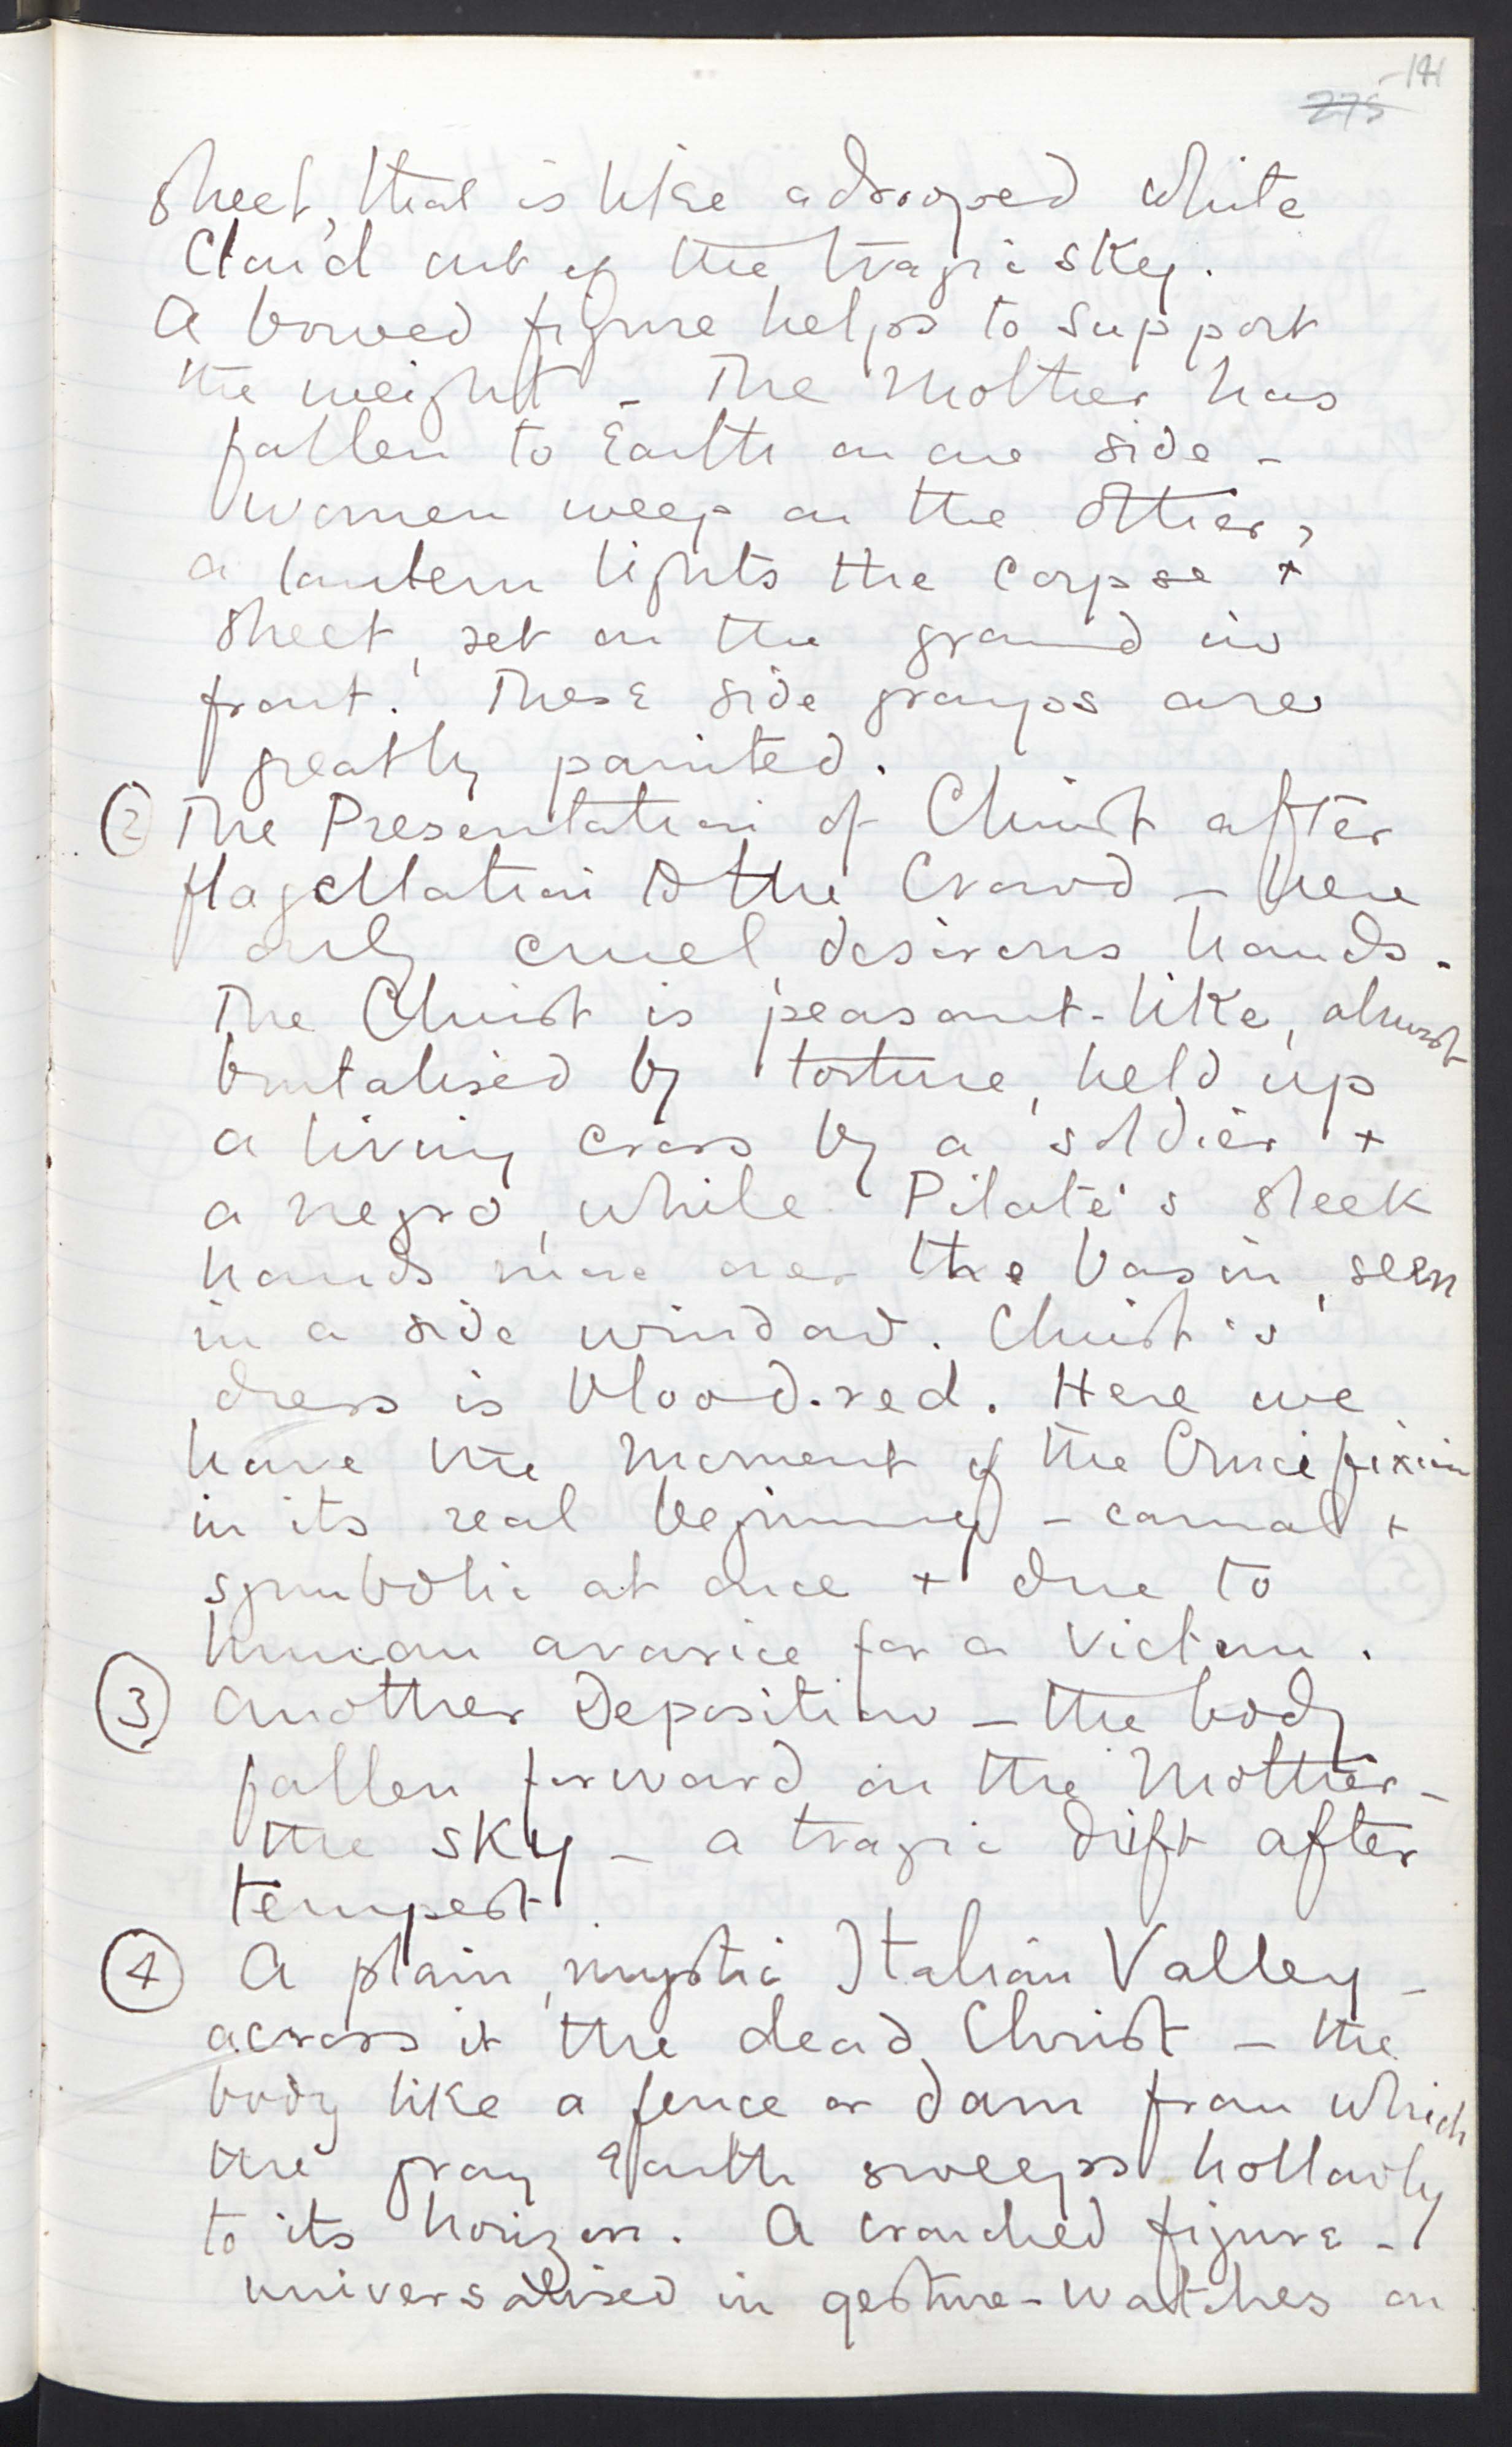 141
275
sheet, that is like a dropped white
Cloud out of the tragic sky.
A bowed figure helps to support
the weight - The Mother has
fallen to Earth on one side -
women weep on the other,
a lantern lights the corpse +
sheet, set on the ground in
front. These side groups are
greatly painted.
(2) The Presentation of Christ after
flagellation to the Crowd - here
only cruel, desirous hands.
The Christ is peasant-like, almost
brutalised by torture, held up
a living cross by a soldier +
a negro, while Pilate's sleek
hands move over the basin, seen
in a side window. Christ's
dress is blood-red. Here we
have the moment of the Crucifixion
in its real beginning - carnal +
symbolic at once + due to
human avarice for a victim.
(3) Another Deposition - the body
fallen forward on the Mother -
the sky - a tragic drift after
tempest
(4) A plain, mystic Italian Valley -
across it the dead Christ - the
body like a fence or dam from which
the gray Earth sweeps hollowly
to its horizon. A crouched figure -
universalised in gesture - watches on